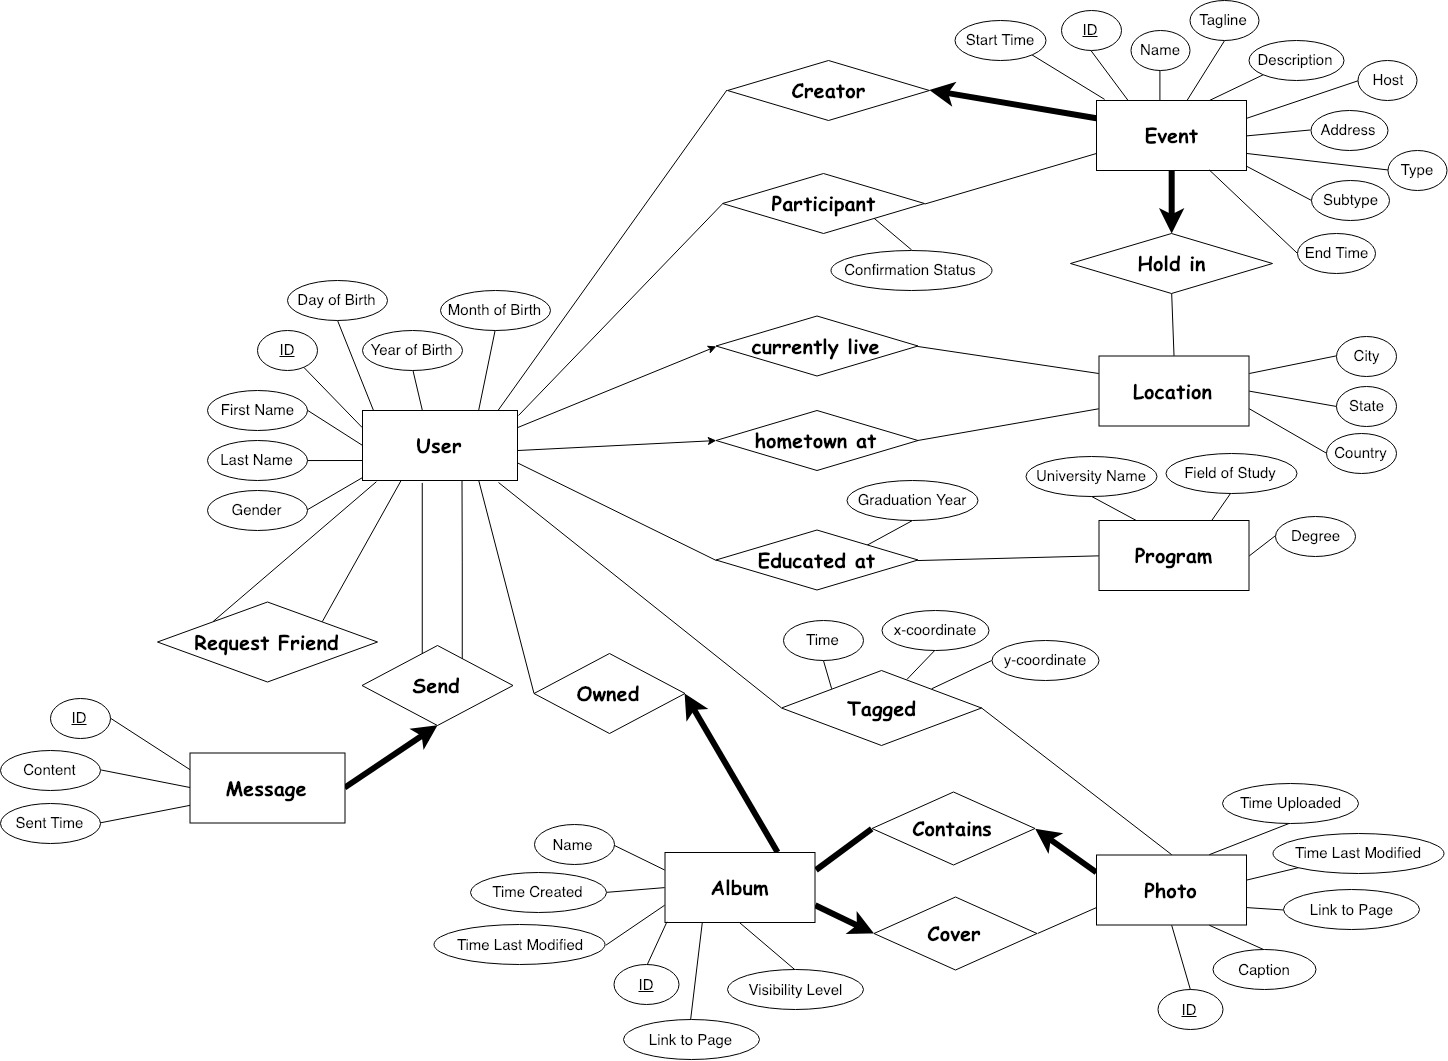 Tagline
ID
Start Time
Name
Description
Host
Creator
Event
Address
Type
Participant
Subtype
End Time
Confirmation Status
Hold in
Day of Birth
Month of Birth
ID
Year of Birth
currently live
City
Location
First Name
State
User
hometown at
Country
Last Name
University Name
Field of Study
Gender
Graduation Year
Degree
Educated at
Program
Request Friend
Time
x-coordinate
y-coordinate
Send
Owned
Tagged
ID
Content
Message
Sent Time
Time Uploaded
Contains
Name
Time Last Modified
Album
Photo
Time Created
Link to Page
Cover
Time Last Modified
Caption
ID
Visibility Level
ID
Link to Page